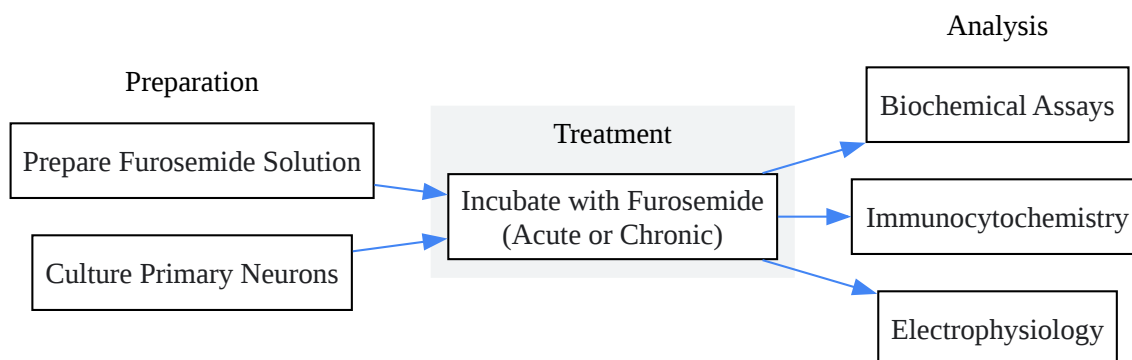 Preparation
Prepare Furosemide Solution
Culture Primary Neurons
Treatment
Incubate with Furosemide
(Acute or Chronic)
Analysis
Biochemical Assays
Immunocytochemistry
Electrophysiology